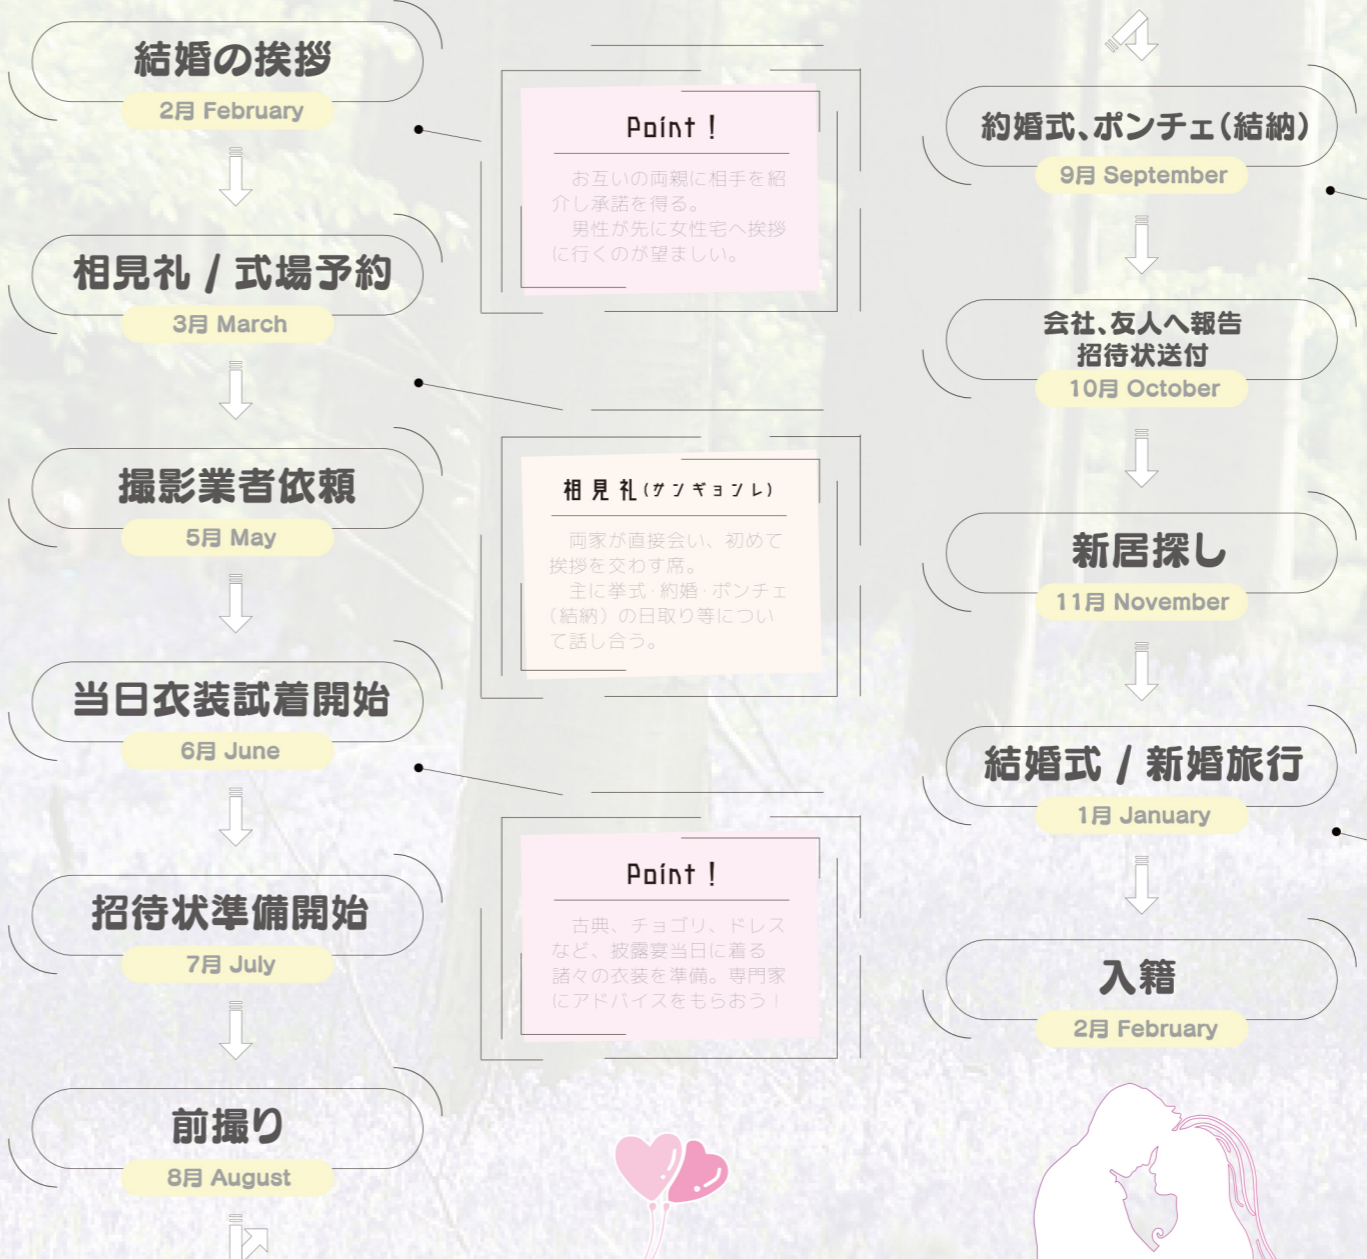 結婚の挨拶
2月 February
相見礼 / 式場予約
3月 March
撮影業者依頼
5月 May
当日衣装試着開始
6月 June
招待状準備開始
7月 July
前撮り
8月 August
Point！
お互いの両親に相手を紹
介し承諾を得る。
男性が先に女性宅へ挨拶
に行くのが望ましい。
相見礼(サンギョンレ)
両家が直接会い、初めて
挨拶を交わす席。
主に挙式・約婚・ポンチェ
(結納) の日取り等につい
て話し合う。
Point！
古典、チョゴリ、ドレス
など、披露宴当日に着る
諸々の衣装を準備。専門家
にアドバイスをもらおう！
約婚式、ポンチェ(結納)
9月 September
会社、友人へ報告
招待状送付
10月 October
新居探し
11月 November
結婚式 / 新婚旅行
1月 January
入籍
2月 February